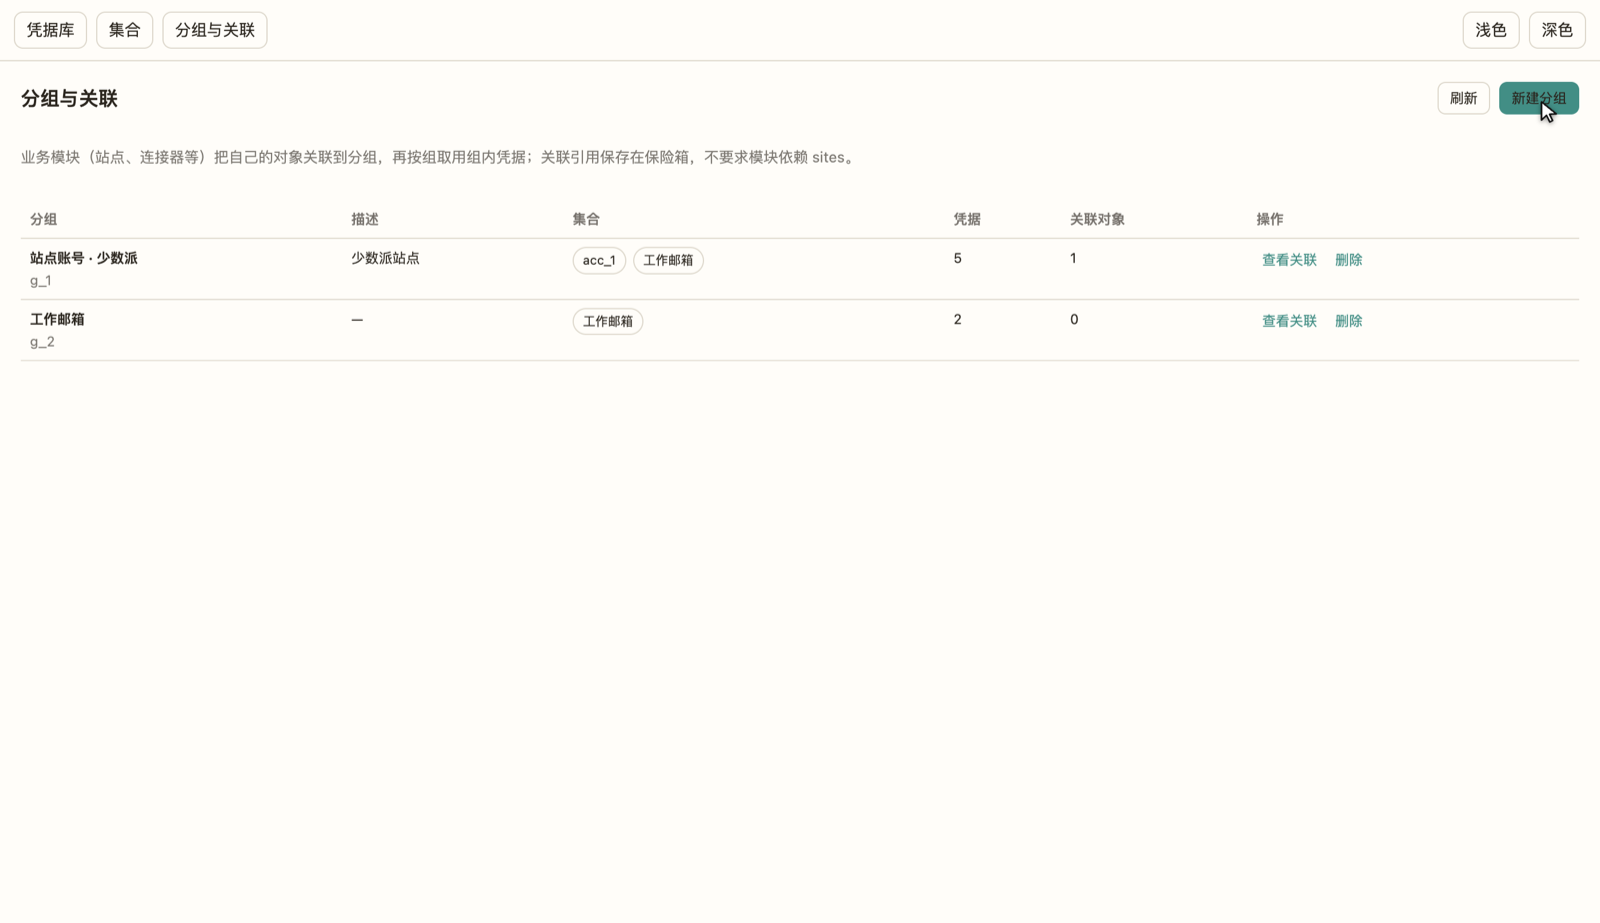 凭据库 集合 分组与关联 浅色 深色
分组与关联 刷新 新建分组
业务模块（站点、连接器等）把自己的对象关联到分组，再按组取用组内凭据；关联引用保存在保险箱，不要求模块依赖 sites。
分组 描述 集合 凭据 关联对象 操作
站点账号 · 少数派 少数派站点 acc_1 工作邮箱 5 1 查看关联 删除
g_1
工作邮箱 — 工作邮箱 2 0 查看关联 删除
g_2